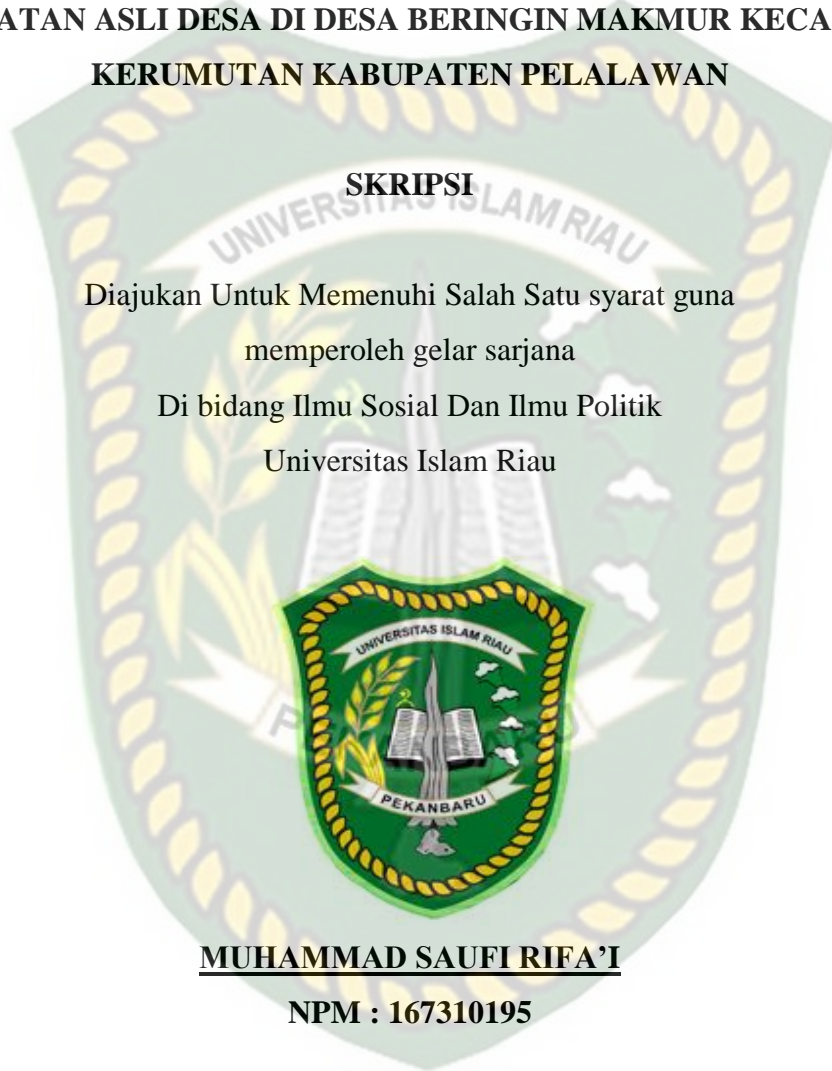 ATAN ASLI DESA DI DESA BERINGIN MAKMUR KECA
KERUMUTAN KABUPATEN PELALAWAN
SKRIPSI
UNIVERSITAS ISLAM RIAU
Diajukan Untuk Memenuhi Salah Satu syarat guna
memperoleh gelar sarjana
Di bidang Ilmu Sosial Dan Ilmu Politik
Universitas Islam Riau
UNIVERSITAS ISLAM RIAU
PEKANBARU
MUHAMMAD SAUFI RIFA’I
NPM : 167310195